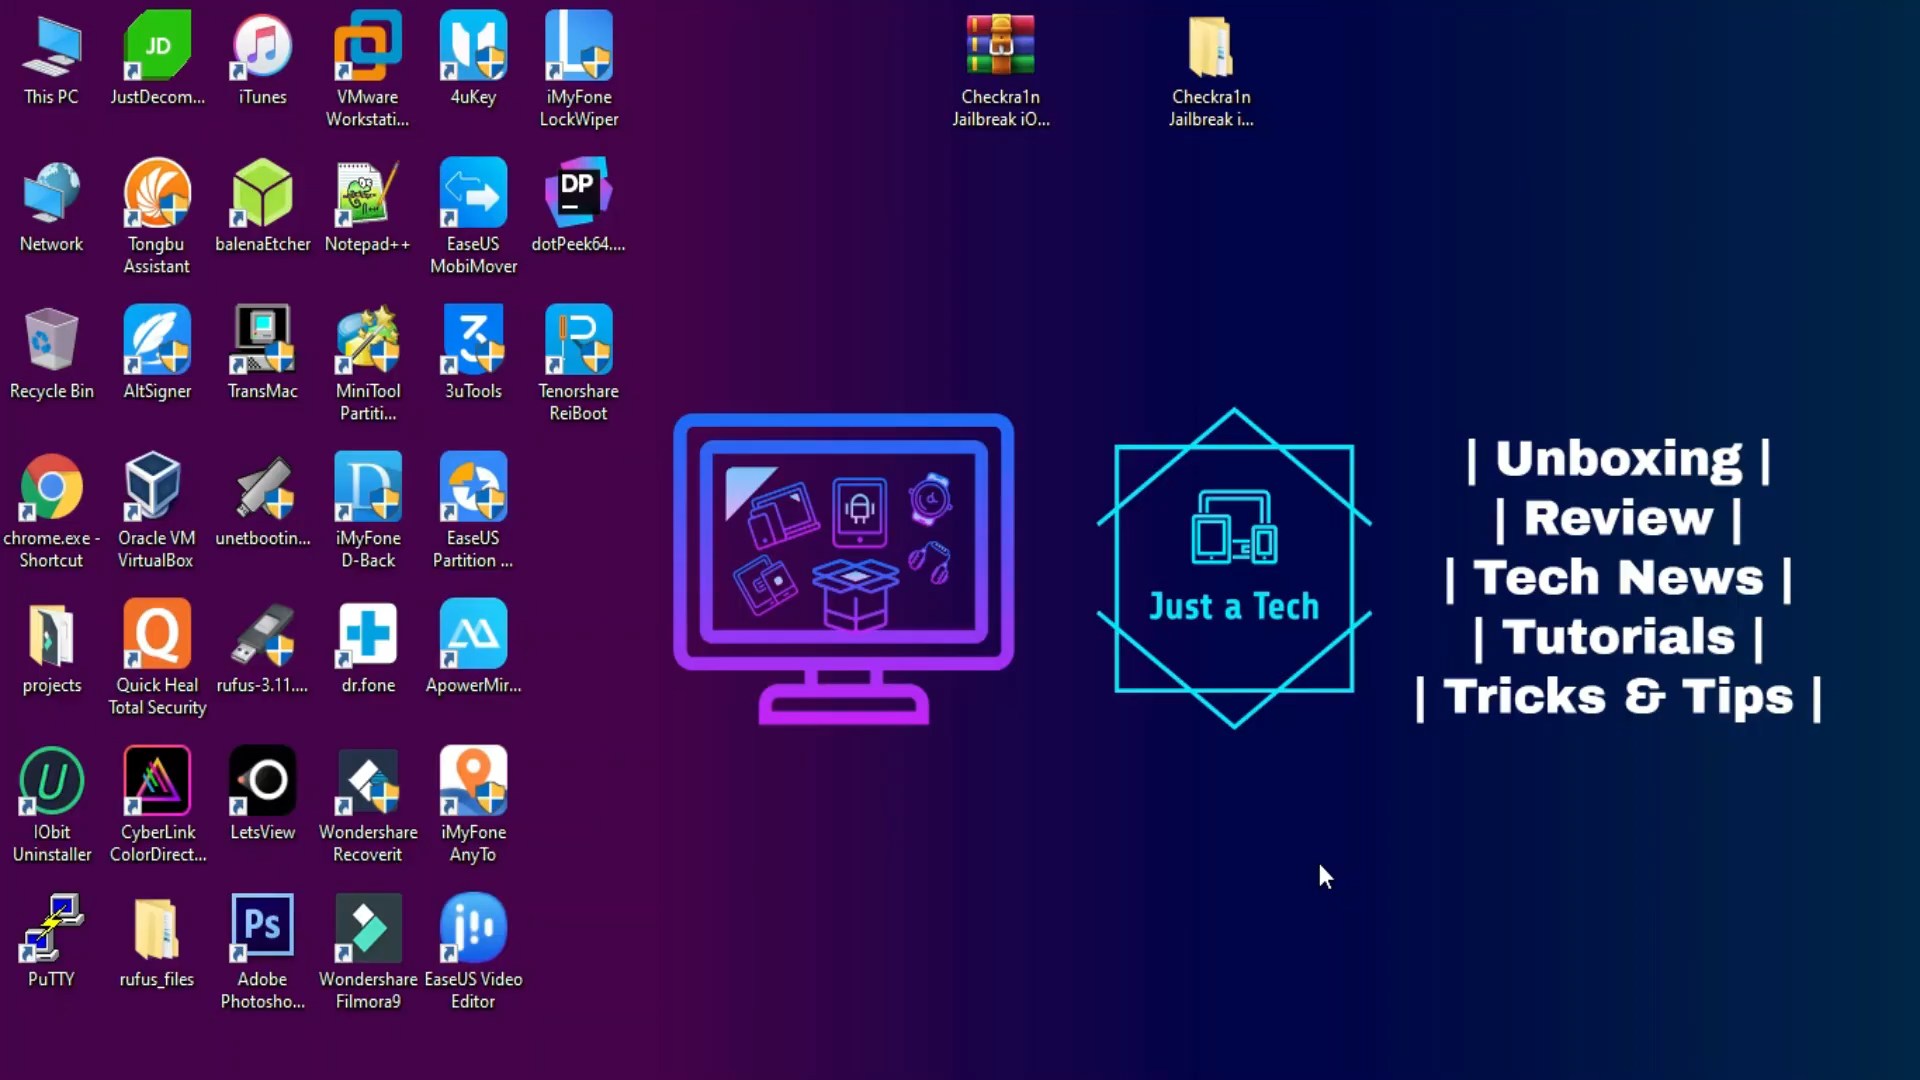 This PC
JustDecom...
iTunes
VMware
Workstati...
4uKey
iMyFone
LockWiper
Checkra1n
Jailbreak iO...
Checkra1n
Jailbreak i...
Network
Tongbu
Assistant
balenaEtcher
Notepad++
EaseUS
MobiMover
DP
dotPeek64....
Recycle Bin
AltSigner
TransMac
MiniTool
Partiti...
3uTools
Tenorshare
ReiBoot
chrome.exe -
Shortcut
Oracle VM
VirtualBox
unetbootin...
iMyFone
D-Back
EaseUS
Partition ...
projects
Quick Heal
Total Security
rufus-3.11....
dr.fone
ApowerMir...
IObit
Uninstaller
CyberLink
ColorDirect...
LetsView
Wondershare
Recoverit
iMyFone
AnyTo
PuTTY
rufus_files
Ps
Adobe
Photosho...
Wondershare
Filmora9
EaseUS Video
Editor
JD
Just a Tech
| Unboxing |
| Review |
| Tech News |
| Tutorials |
| Tricks & Tips |